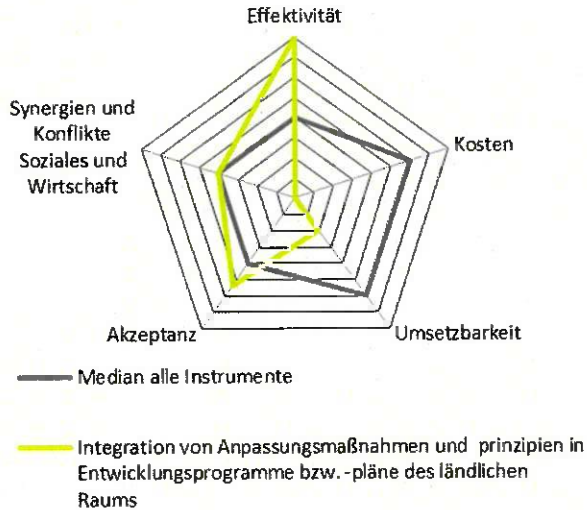 Effektivität
Synergien und
Konflikte
Soziales und
Wirtschaft
Kosten
Akzeptanz
Umsetzbarkeit
Median alle Instrumente
Integration von Anpassungsmaßnahmen und prinzipien in
Entwicklungsprogramme bzw. -pläne des ländlichen
Raums